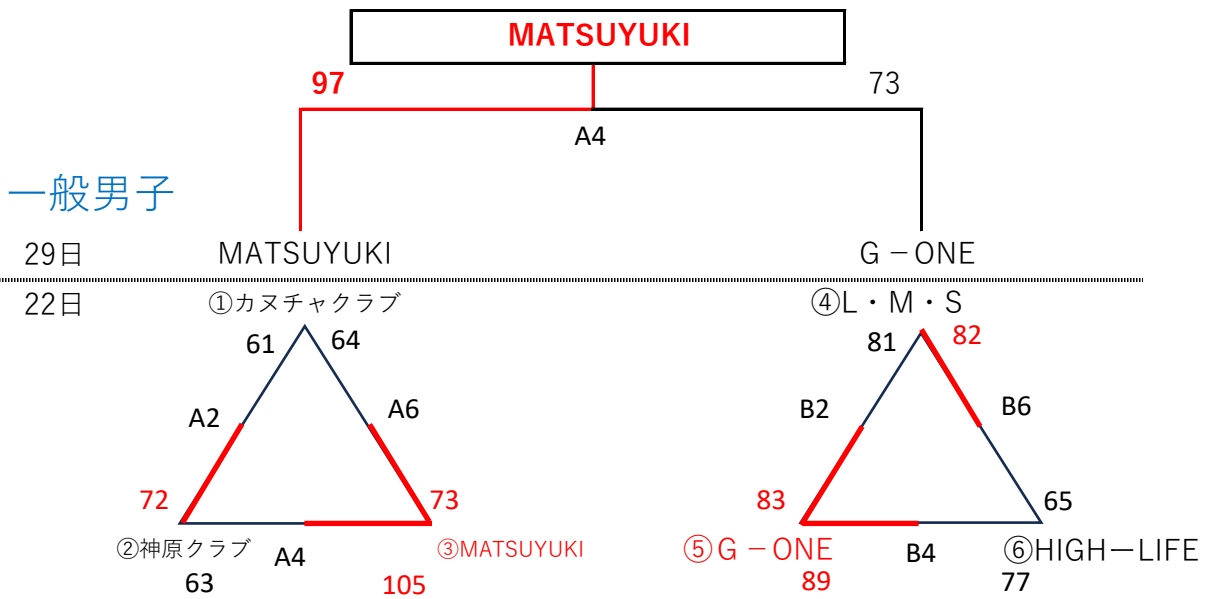 MATSUYUKI
97 73
A4
一般男子
29日 MATSUYUKI G－ONE
22日 ①カヌチャクラブ ④L・M・S
61 64 81 82
A2 A6 B2 B6
72 73 83 65
②神原クラブ A4 ③MATSUYUKI ⑤G－ONE B4 ⑥HIGH－LIFE
63 105 89 77